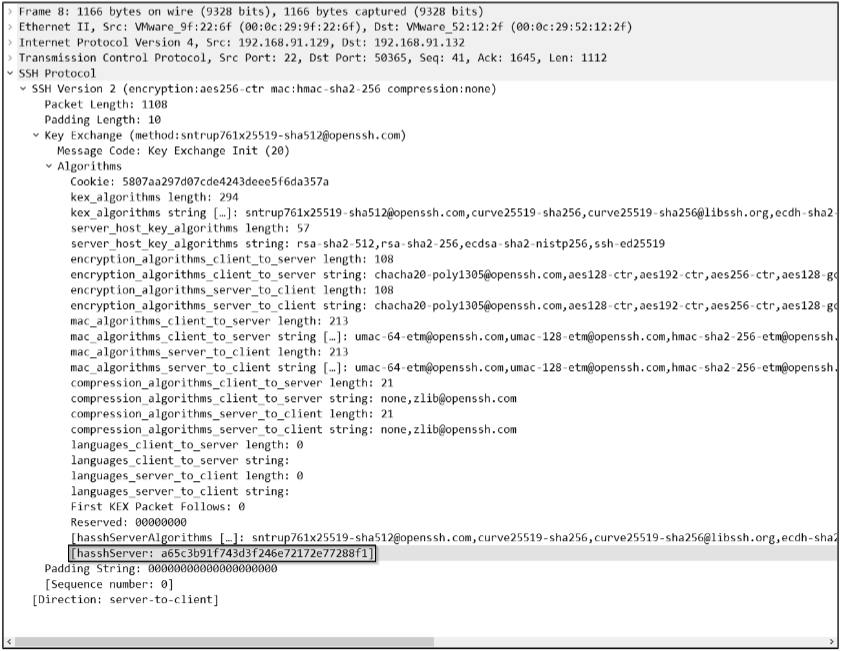 Frame 8: 1166 bytes on wire (9328 bits), 1166 bytes captured (9328 bits)
Ethernet II, Src: VMware_9f:22:6f (00:0c:29:9f:22:6f), Dst: VMware_52:12:2f (00:0c:29:52:12:2f)
Internet Protocol Version 4, Src: 192.168.91.129, Dst: 192.168.91.132
Transmission Control Protocol, Src Port: 22, Dst Port: 50365, Seq: 41, Ack: 1645, Len: 1112
SSH Protocol
SSH Version 2 (encryption:aes256-ctr mac:hmac-sha2-256 compression:none)
Packet Length: 1108
Padding Length: 10
Key Exchange (method:sntrup761x25519-sha512@openssh.com)
Message Code: Key Exchange Init (20)
Algorithms
Cookie: 5807aa297d07cde4243deee5f6da357a
kex_algorithms length: 294
kex_algorithms string […]: sntrup761x25519-sha512@openssh.com,curve25519-sha256,curve25519-sha256@libssh.org,ecdh-sha2-
server_host_key_algorithms length: 57
server_host_key_algorithms string: rsa-sha2-512,rsa-sha2-256,ecdsa-sha2-nistp256,ssh-ed25519
encryption_algorithms_client_to_server length: 108
encryption_algorithms_client_to_server string: chacha20-poly1305@openssh.com,aes128-ctr,aes192-ctr,aes256-ctr,aes128-gc
encryption_algorithms_server_to_client length: 108
encryption_algorithms_server_to_client string: chacha20-poly1305@openssh.com,aes128-ctr,aes192-ctr,aes256-ctr,aes128-gc
mac_algorithms_client_to_server length: 213
mac_algorithms_client_to_server string […]: umac-64-etm@openssh.com,umac-128-etm@openssh.com,hmac-sha2-256-etm@openssh.
mac_algorithms_server_to_client length: 213
mac_algorithms_server_to_client string […]: umac-64-etm@openssh.com,umac-128-etm@openssh.com,hmac-sha2-256-etm@openssh.
compression_algorithms_client_to_server length: 21
compression_algorithms_client_to_server string: none,zlib@openssh.com
compression_algorithms_server_to_client length: 21
compression_algorithms_server_to_client string: none,zlib@openssh.com
languages_client_to_server length: 0
languages_client_to_server string:
languages_server_to_client length: 0
languages_server_to_client string:
First KEX Packet Follows: 0
Reserved: 00000000
[hasshServerAlgorithms […]: sntrup761x25519-sha512@openssh.com,curve25519-sha256,curve25519-sha256@libssh.org,ecdh-sha2
[hasshServer: a65c3b91f743d3f246e72172e77288f1]
Padding String: 00000000000000000000
[Sequence number: 0]
[Direction: server-to-client]